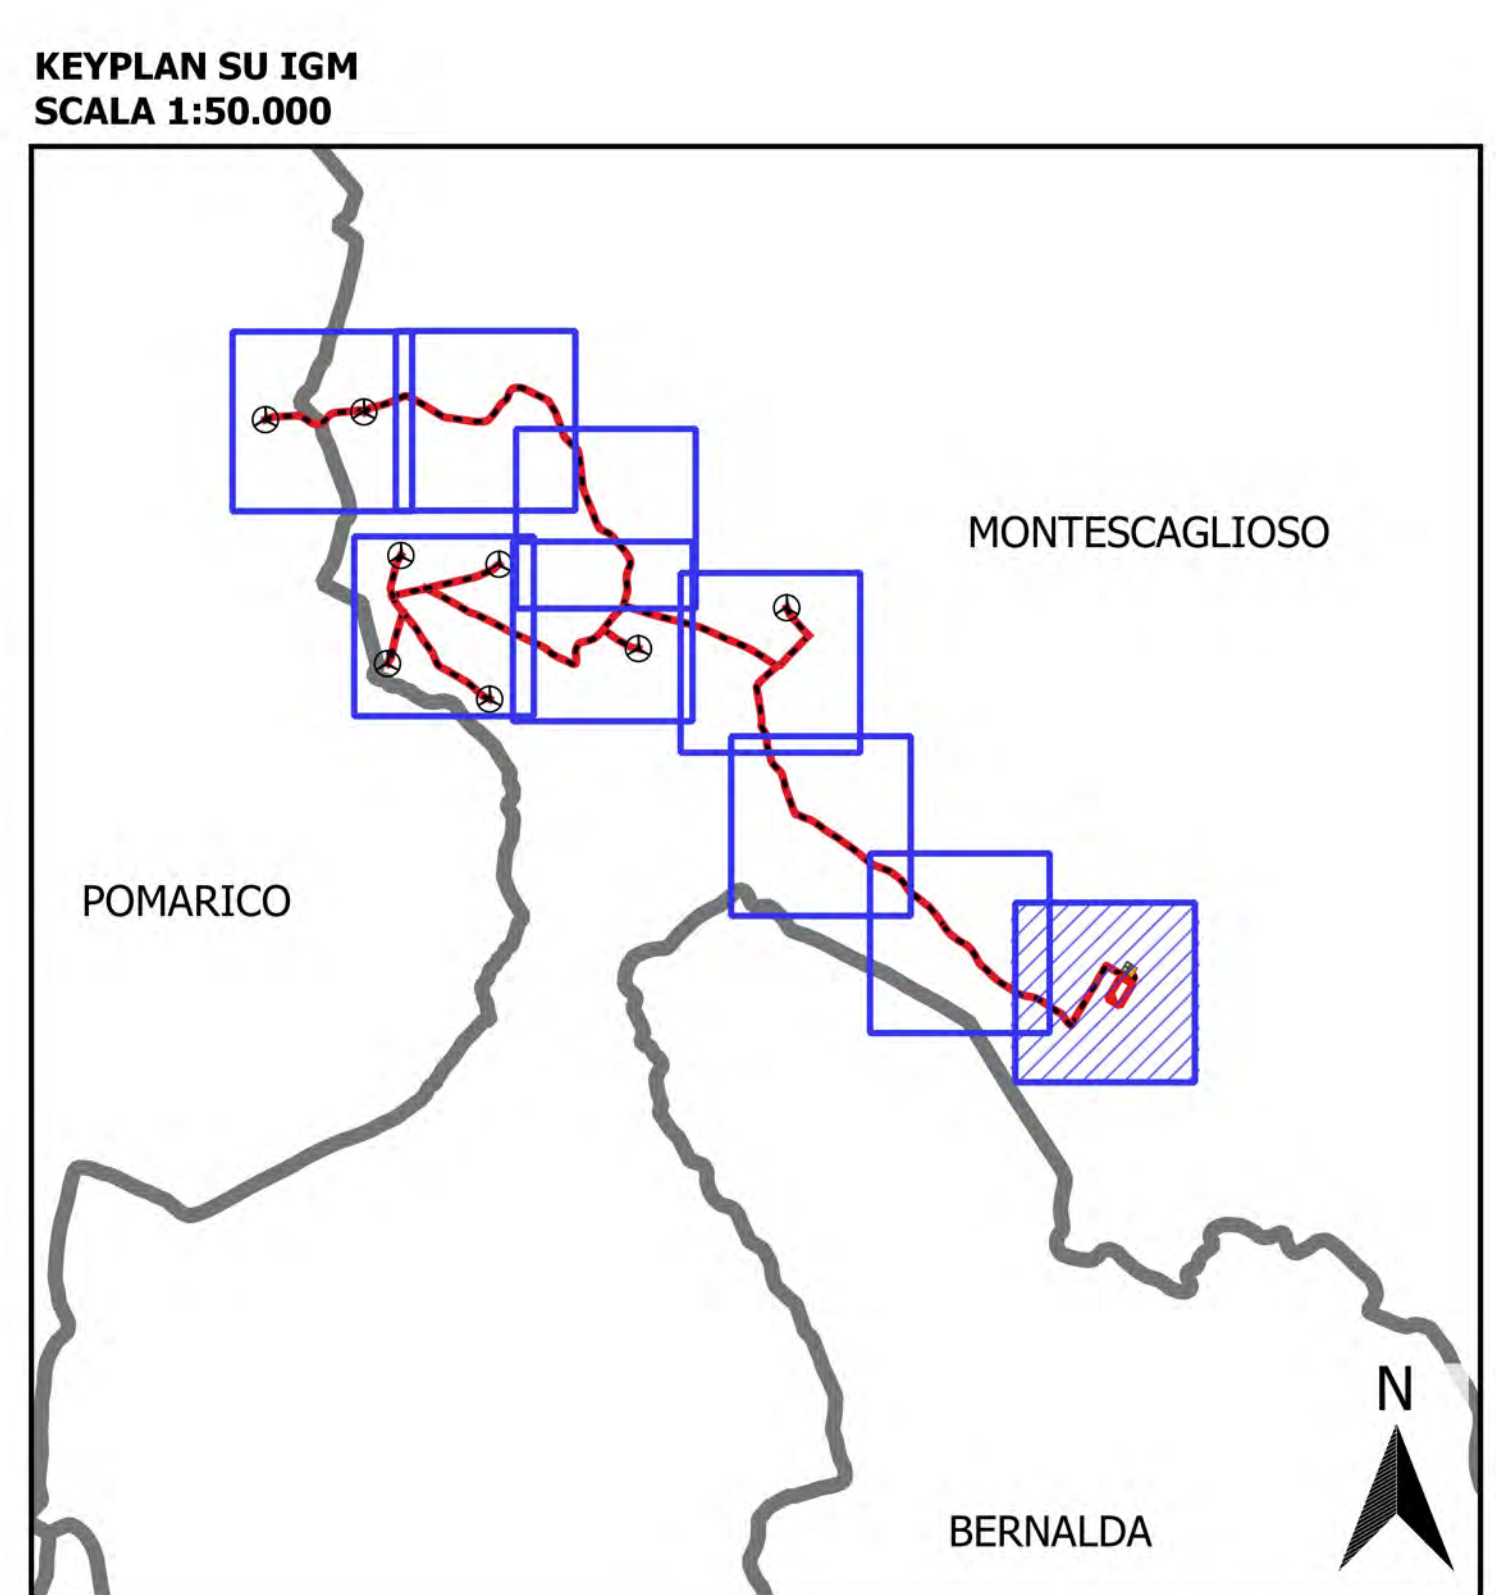 KEYPLAN SU IGM
SCALA 1:50.000
MONTESCAGLIOSO
POMARICO
N
BERNALDA